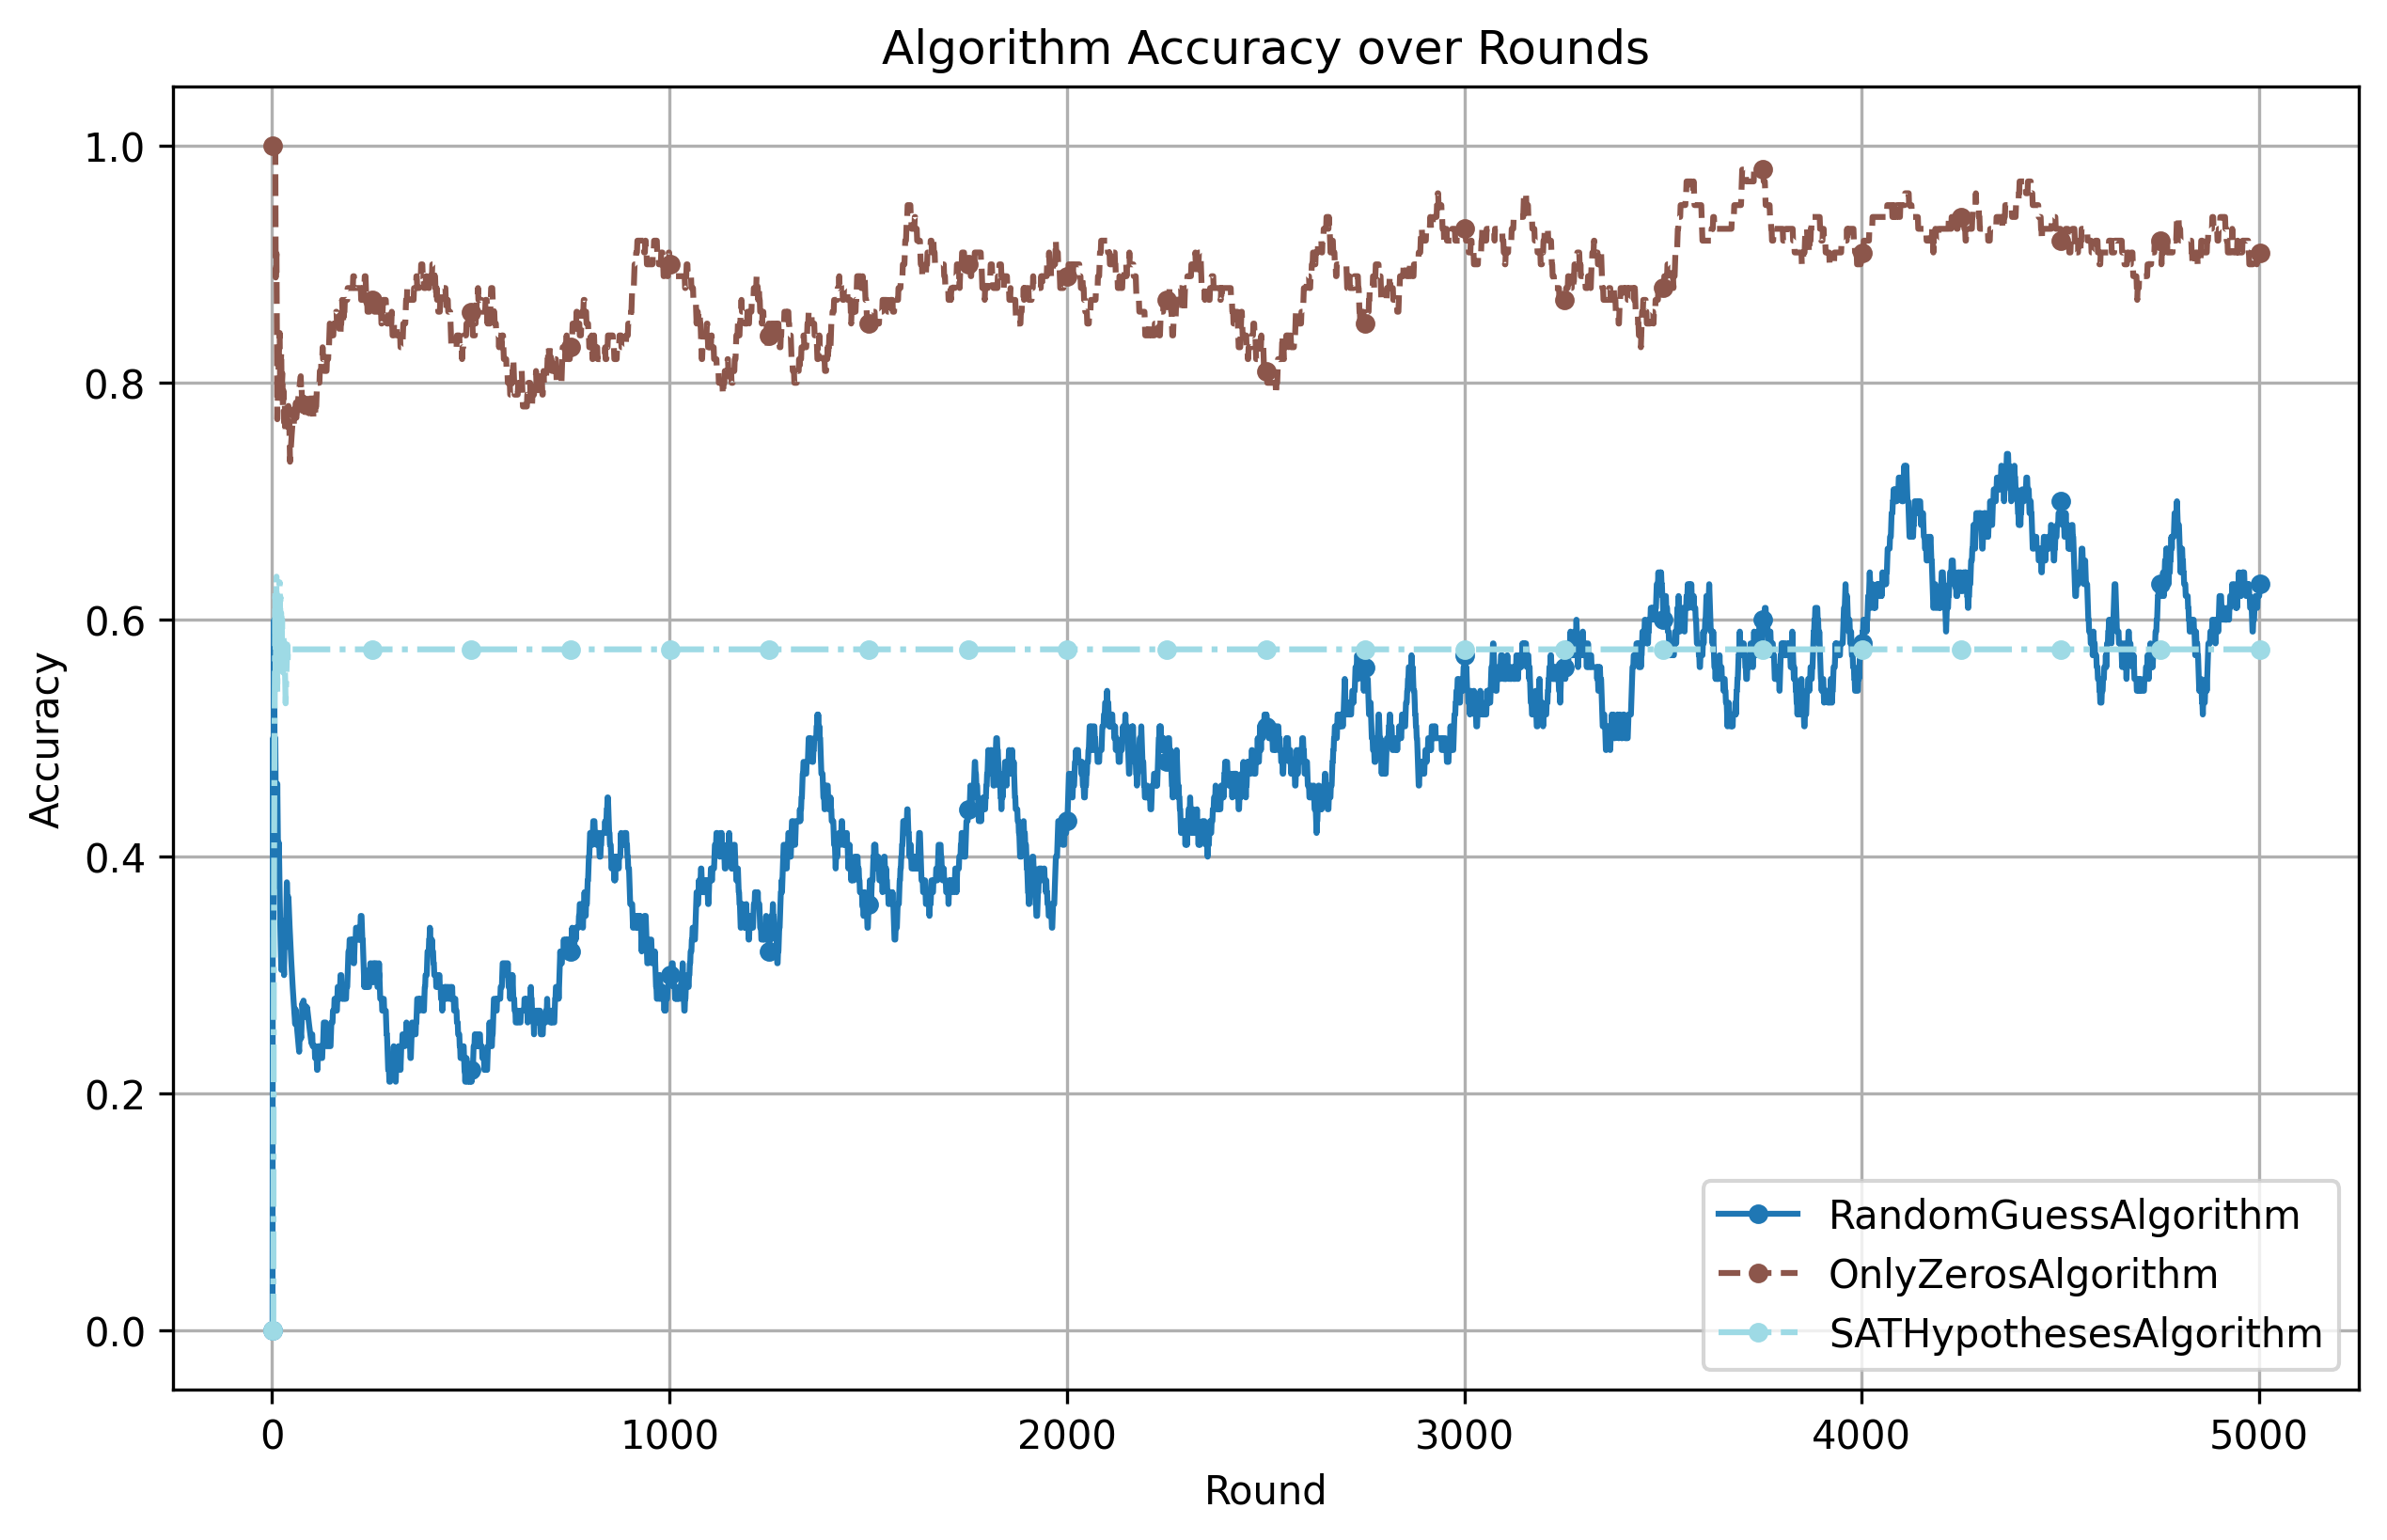 Algorithm Accuracy over Rounds
1.0
0.8
0.6
0.4
0.2
0.0
Accuracy
0 1000 2000 3000 4000 5000
Round
RandomGuessAlgorithm
OnlyZerosAlgorithm
SATHypothesesAlgorithm